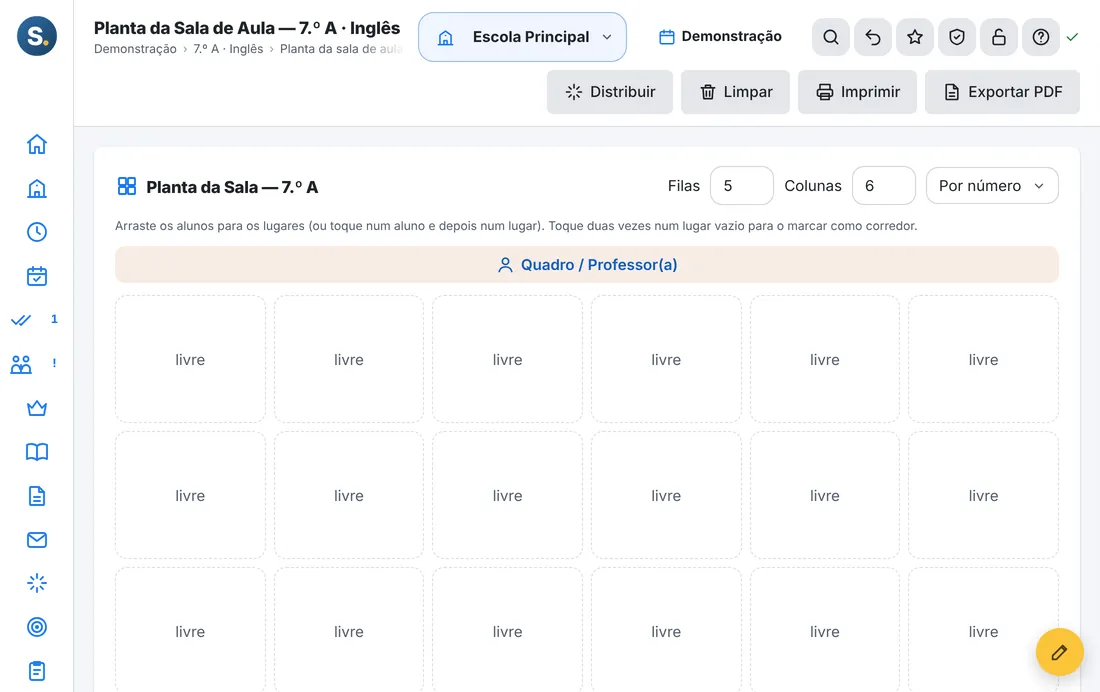 S.
Planta da Sala de Aula — 7.º A · Inglês
Demonstração › 7.º A · Inglês › Planta da sala de aula
Escola Principal
Demonstração
Distribuir
Limpar
Imprimir
Exportar PDF
1
!
Planta da Sala — 7.º A
Filas 5 Colunas 6 Por número
Arraste os alunos para os lugares (ou toque num aluno e depois num lugar). Toque duas vezes num lugar vazio para o marcar como corredor.
Quadro / Professor(a)
livre livre livre livre livre livre
livre livre livre livre livre livre
livre livre livre livre livre livre